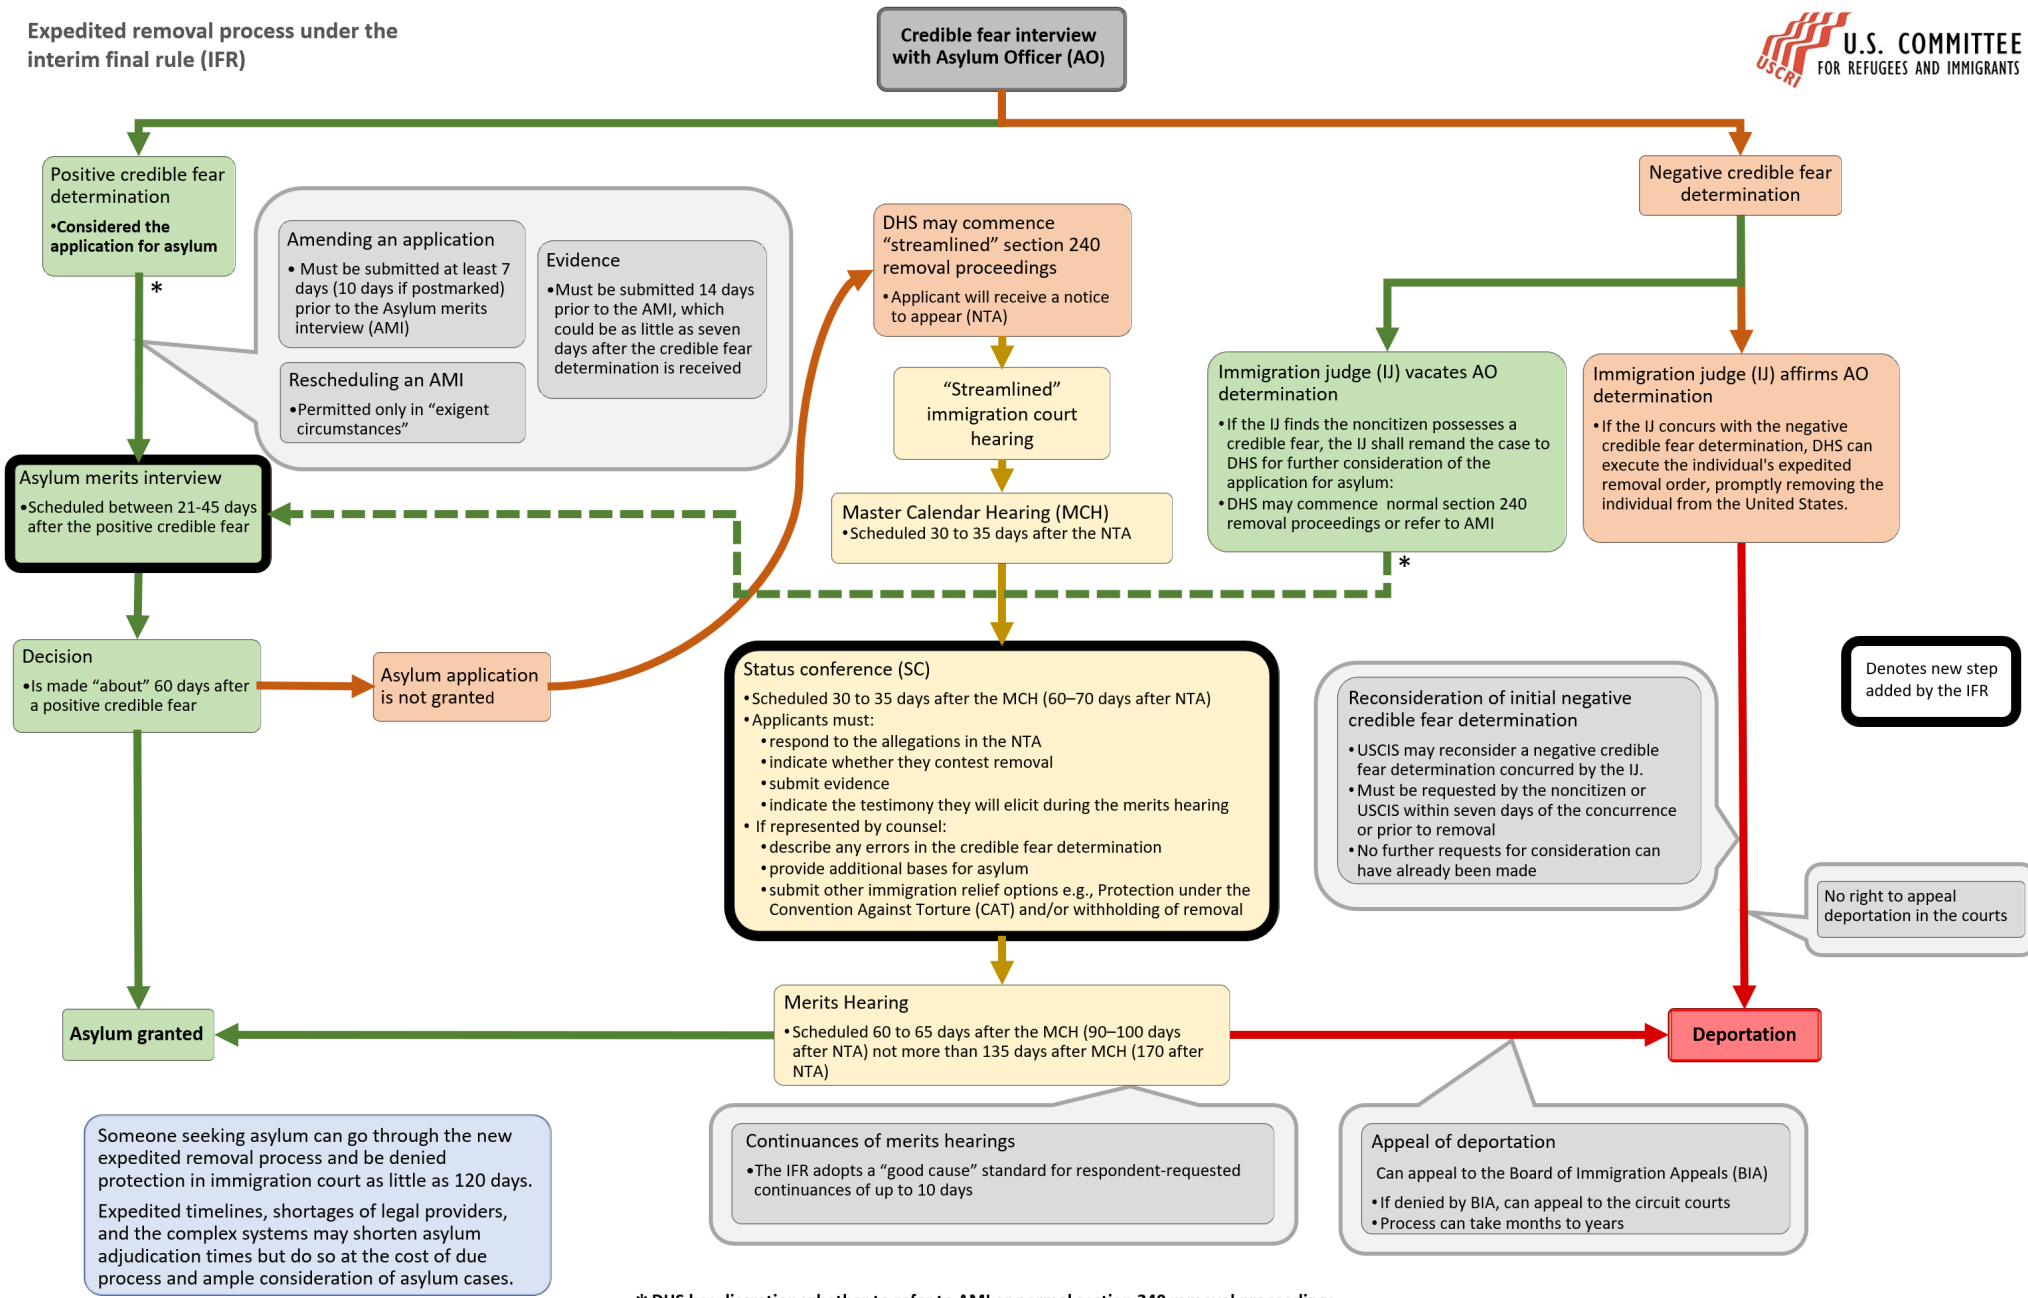 Expedited removal process under the
interim final rule (IFR)
Credible fear interview
with Asylum Officer (AO)
USCRI
U.S. COMMITTEE
FOR REFUGEES AND IMMIGRANTS
Positive credible fear
determination
•Considered the
application for asylum
*
Amending an application
• Must be submitted at least 7
days (10 days if postmarked)
prior to the Asylum merits
interview (AMI)
Rescheduling an AMI
•Permitted only in “exigent
circumstances”
Evidence
•Must be submitted 14 days
prior to the AMI, which
could be as little as seven
days after the credible fear
determination is received
DHS may commence
“streamlined” section 240
removal proceedings
•Applicant will receive a notice
to appear (NTA)
“Streamlined”
immigration court
hearing
Master Calendar Hearing (MCH)
•Scheduled 30 to 35 days after the NTA
Negative credible fear
determination
Immigration judge (IJ) vacates AO
determination
•If the IJ finds the noncitizen possesses a
credible fear, the IJ shall remand the case to
DHS for further consideration of the
application for asylum:
•DHS may commence normal section 240
removal proceedings or refer to AMI
*
Immigration judge (IJ) affirms AO
determination
•If the IJ concurs with the negative
credible fear determination, DHS can
execute the individual's expedited
removal order, promptly removing the
individual from the United States.
Asylum merits interview
•Scheduled between 21-45 days
after the positive credible fear
Decision
•Is made “about” 60 days after
a positive credible fear
Asylum application
is not granted
Status conference (SC)
•Scheduled 30 to 35 days after the MCH (60–70 days after NTA)
•Applicants must:
•respond to the allegations in the NTA
•indicate whether they contest removal
•submit evidence
•indicate the testimony they will elicit during the merits hearing
• If represented by counsel:
•describe any errors in the credible fear determination
•provide additional bases for asylum
•submit other immigration relief options e.g., Protection under the
Convention Against Torture (CAT) and/or withholding of removal
Reconsideration of initial negative
credible fear determination
•USCIS may reconsider a negative credible
fear determination concurred by the IJ.
•Must be requested by the noncitizen or
USCIS within seven days of the concurrence
or prior to removal
•No further requests for consideration can
have already been made
Denotes new step
added by the IFR
No right to appeal
deportation in the courts
Asylum granted
Merits Hearing
•Scheduled 60 to 65 days after the MCH (90–100 days
after NTA) not more than 135 days after MCH (170 after
NTA)
Deportation
Someone seeking asylum can go through the new
expedited removal process and be denied
protection in immigration court as little as 120 days.
Expedited timelines, shortages of legal providers,
and the complex systems may shorten asylum
adjudication times but do so at the cost of due
process and ample consideration of asylum cases.
Continuances of merits hearings
•The IFR adopts a “good cause” standard for respondent-requested
continuances of up to 10 days
Appeal of deportation
Can appeal to the Board of Immigration Appeals (BIA)
•If denied by BIA, can appeal to the circuit courts
•Process can take months to years
* DHS has discretion whether to refer to AMI or normal section 240 removal proceedings